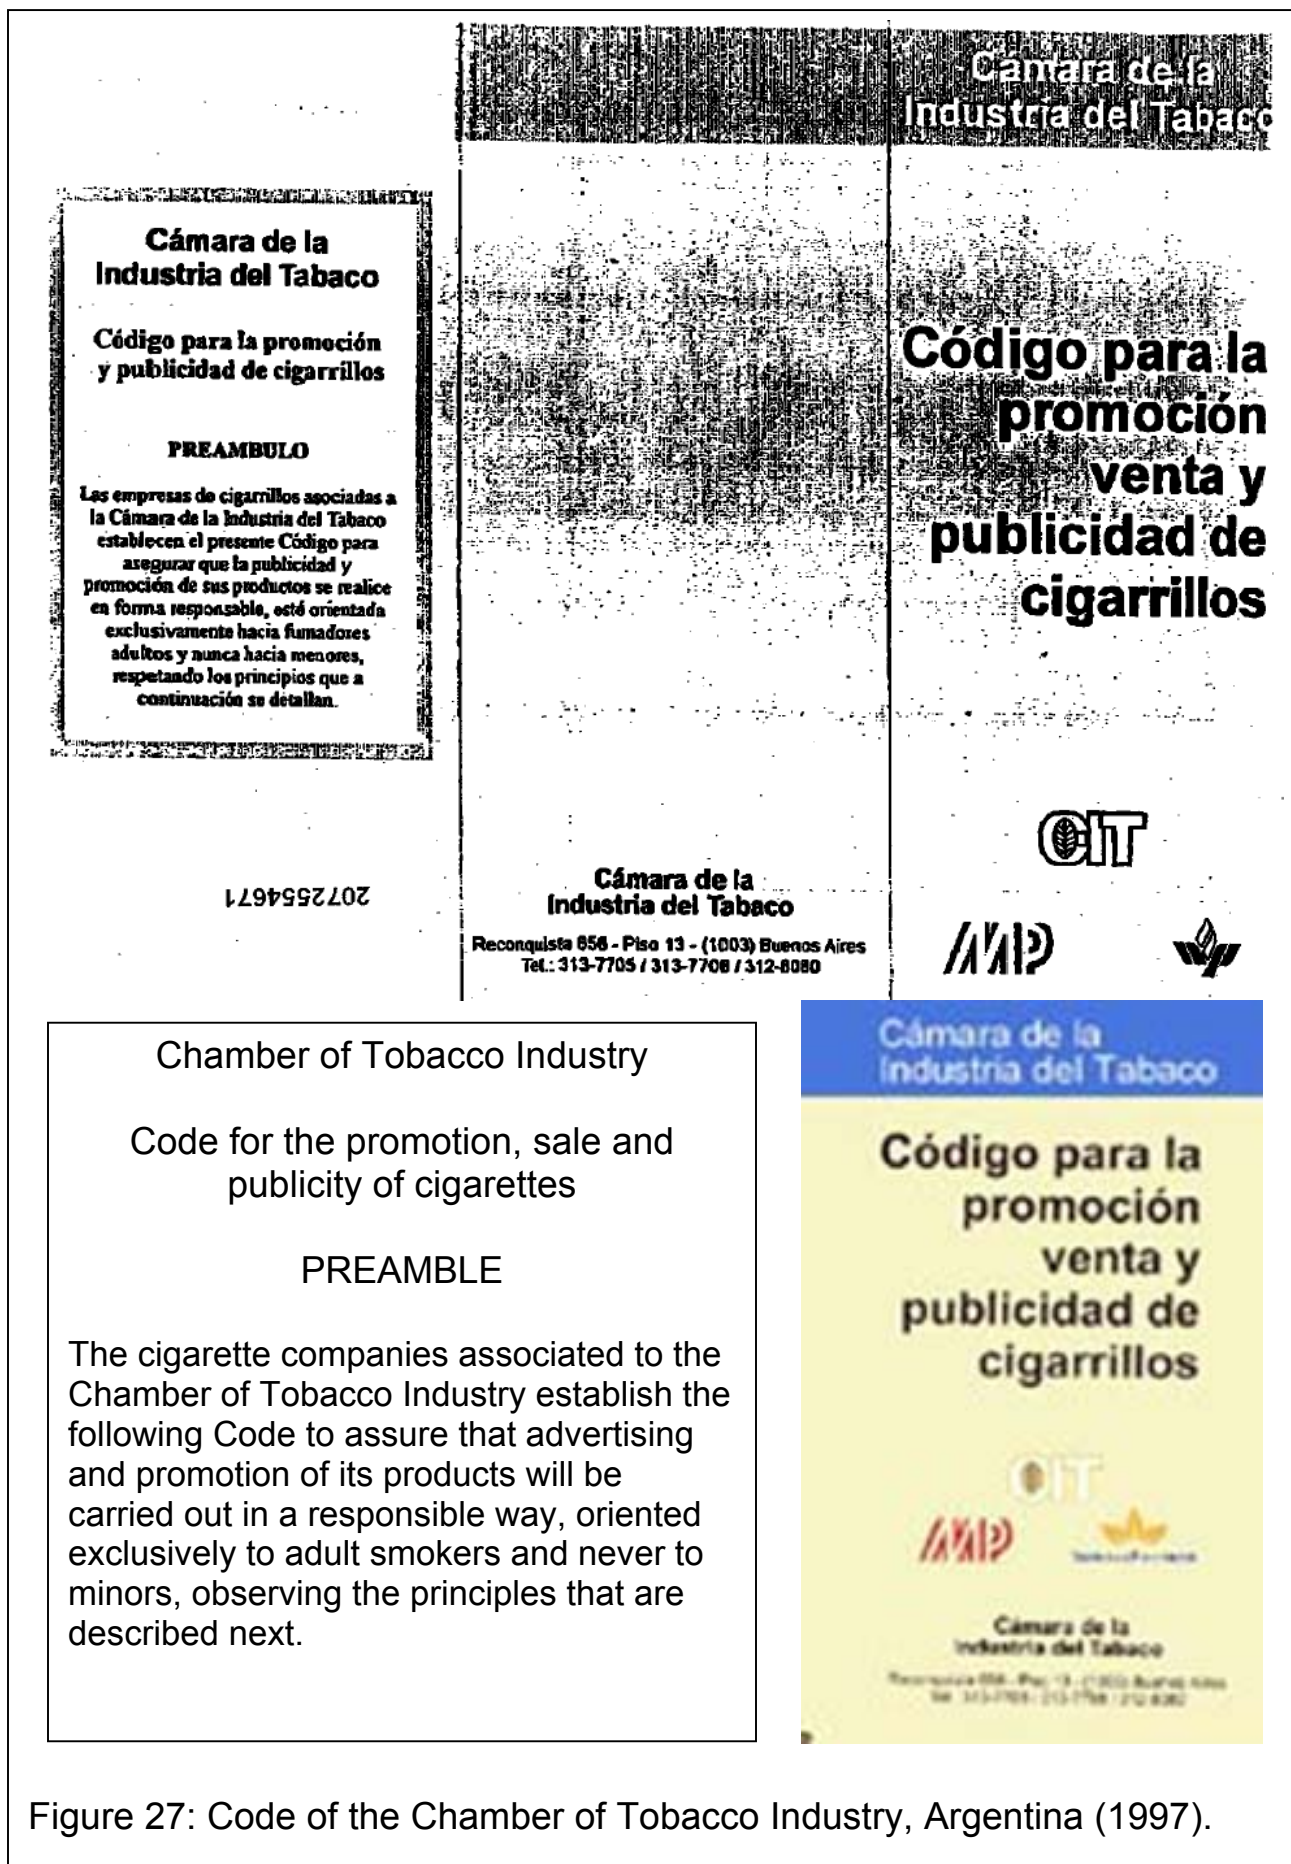 Cámara de la
Industria del Tabaco
Código para la promoción
y publicidad de cigarrillos
PREAMBULO
Las empresas de cigarrillos asociadas a
la Cámara de la Industria del Tabaco
establecen el presente Código para
asegurar que la publicidad y
promoción de sus productos se realice
en forma responsable, esté orientada
exclusivamente hacia fumadores
adultos y nunca hacia menores,
respetando los principios que a
continuación se detallan.
2072554671
Cámara de la
Industria del Tabaco
Reconquista 656 - Piso 13 - (1003) Buenos Aires
Tel.: 313-7705 / 313-7706 / 312-8080
Cámara de la
Industria del Tabaco
Código para la
promoción
venta y
publicidad de
cigarrillos
CIT
MP
Chamber of Tobacco Industry
Code for the promotion, sale and
publicity of cigarettes
PREAMBLE
The cigarette companies associated to the
Chamber of Tobacco Industry establish the
following Code to assure that advertising
and promotion of its products will be
carried out in a responsible way, oriented
exclusively to adult smokers and never to
minors, observing the principles that are
described next.
Cámara de la
Industria del Tabaco
Código para la
promoción
venta y
publicidad de
cigarrillos
CIT
MP
Cámara de la
Industria del Tabaco
Figure 27: Code of the Chamber of Tobacco Industry, Argentina (1997).